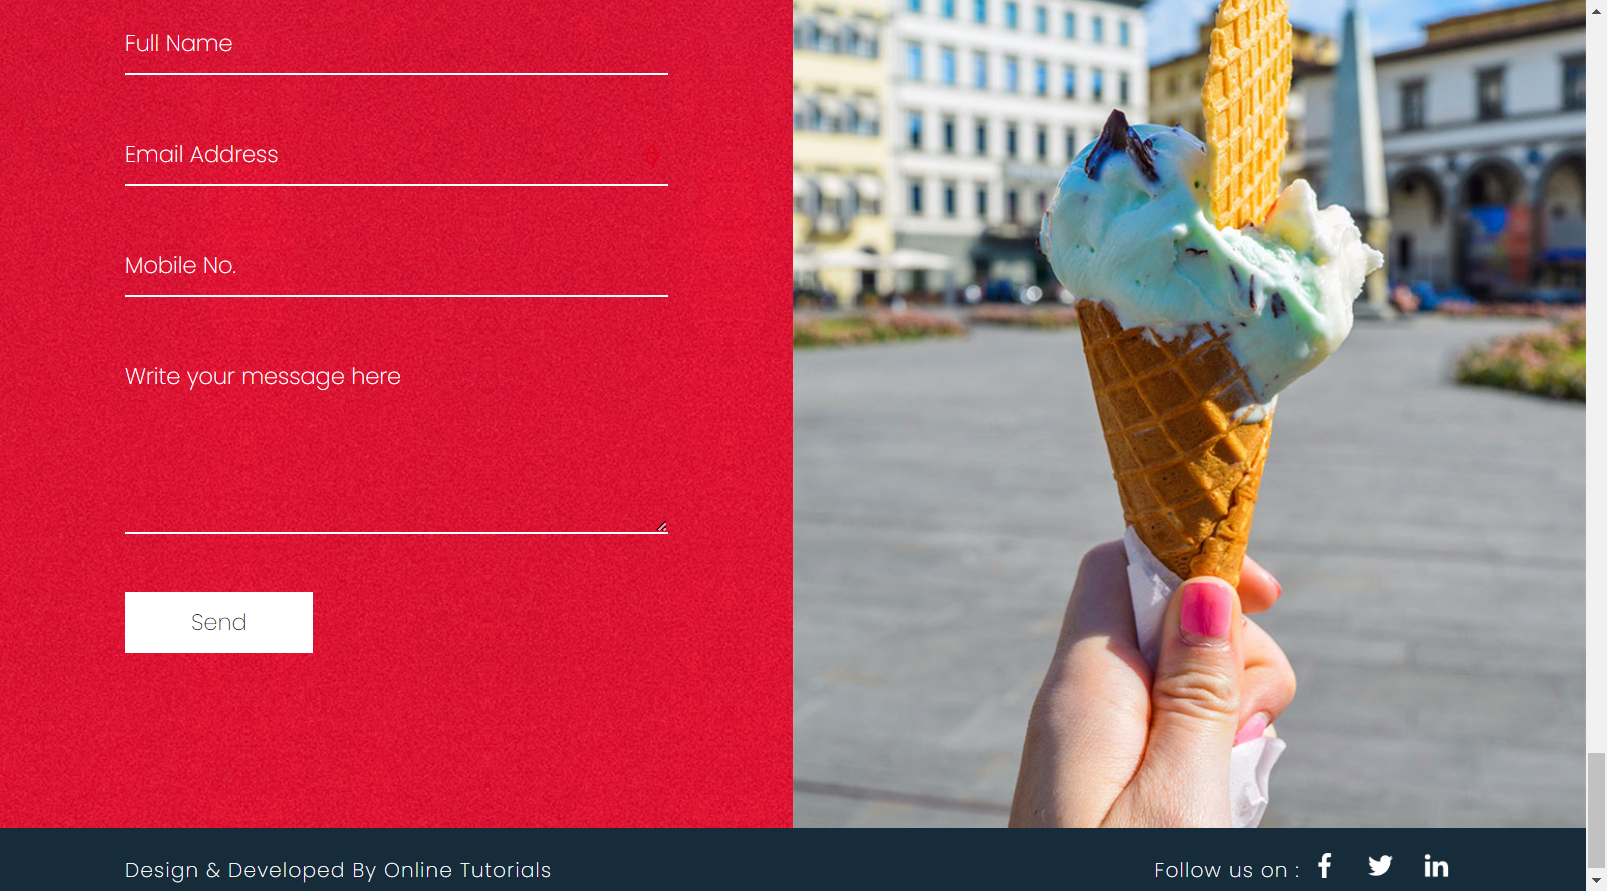 Full Name
Email Address
Mobile No.
Write your message here
Send
Design & Developed By Online Tutorials
Follow us on :